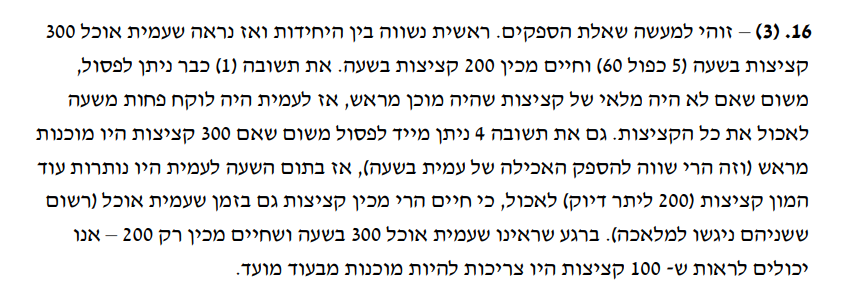 16. (3) – זוהי למעשה שאלת הספקים. ראשית נשווה בין היחידות ואז נראה שעמית אוכל 300
קציצות בשעה (5 כפול 60) וחיים מכין 200 קציצות בשעה. את תשובה (1) כבר ניתן לפסול,
משום שאם לא היה מלאי של קציצות שהיה מוכן מראש, אז לעמית היה לוקח פחות משעה
לאכול את כל הקציצות. גם את תשובה 4 ניתן מייד לפסול משום שאם 300 קציצות היו מוכנות
מראש (וזה הרי שווה להספק האכילה של עמית בשעה), אז בתום השעה לעמית היו נותרות עוד
המון קציצות (200 ליתר דיוק) לאכול, כי חיים הרי מכין קציצות גם בזמן שעמית אוכל (רשום
ששניהם ניגשו למלאכה). ברגע שראינו שעמית אוכל 300 בשעה ושחיים מכין רק 200 – אנו
יכולים לראות ש- 100 קציצות היו צריכות להיות מוכנות מבעוד מועד.